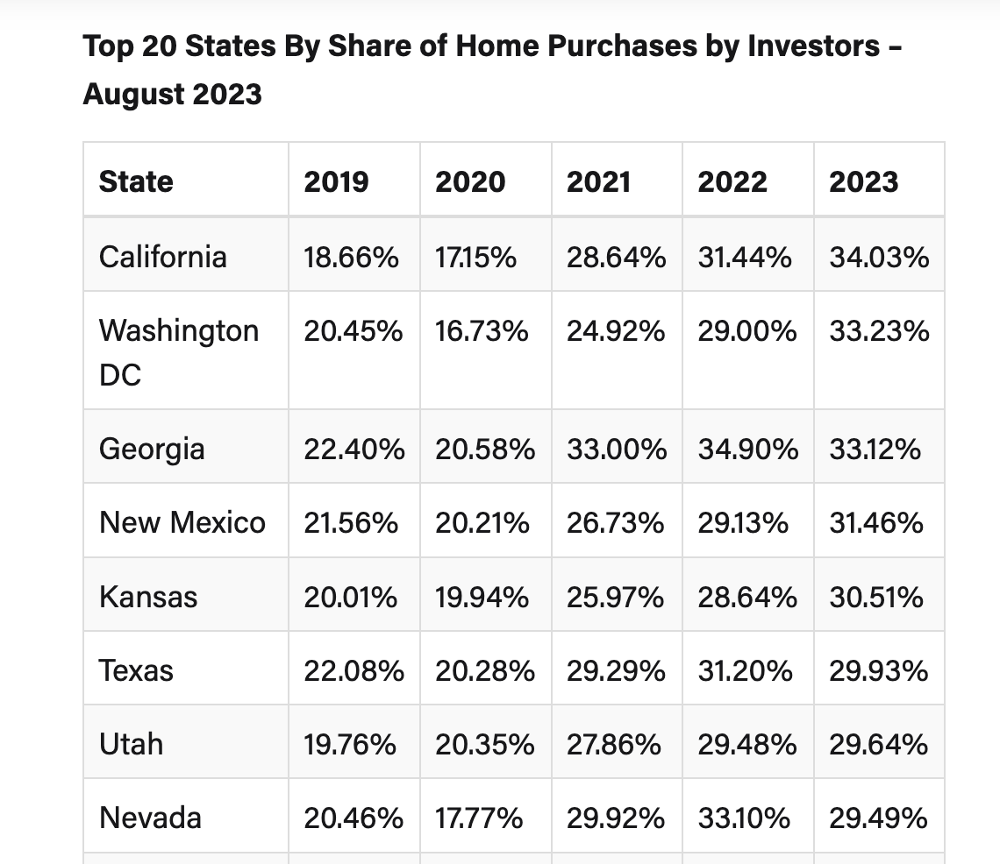 Top 20 States By Share of Home Purchases by Investors –
August 2023
State 2019 2020 2021 2022 2023
California 18.66% 17.15% 28.64% 31.44% 34.03%
Washington 20.45% 16.73% 24.92% 29.00% 33.23%
DC
Georgia 22.40% 20.58% 33.00% 34.90% 33.12%
New Mexico 21.56% 20.21% 26.73% 29.13% 31.46%
Kansas 20.01% 19.94% 25.97% 28.64% 30.51%
Texas 22.08% 20.28% 29.29% 31.20% 29.93%
Utah 19.76% 20.35% 27.86% 29.48% 29.64%
Nevada 20.46% 17.77% 29.92% 33.10% 29.49%